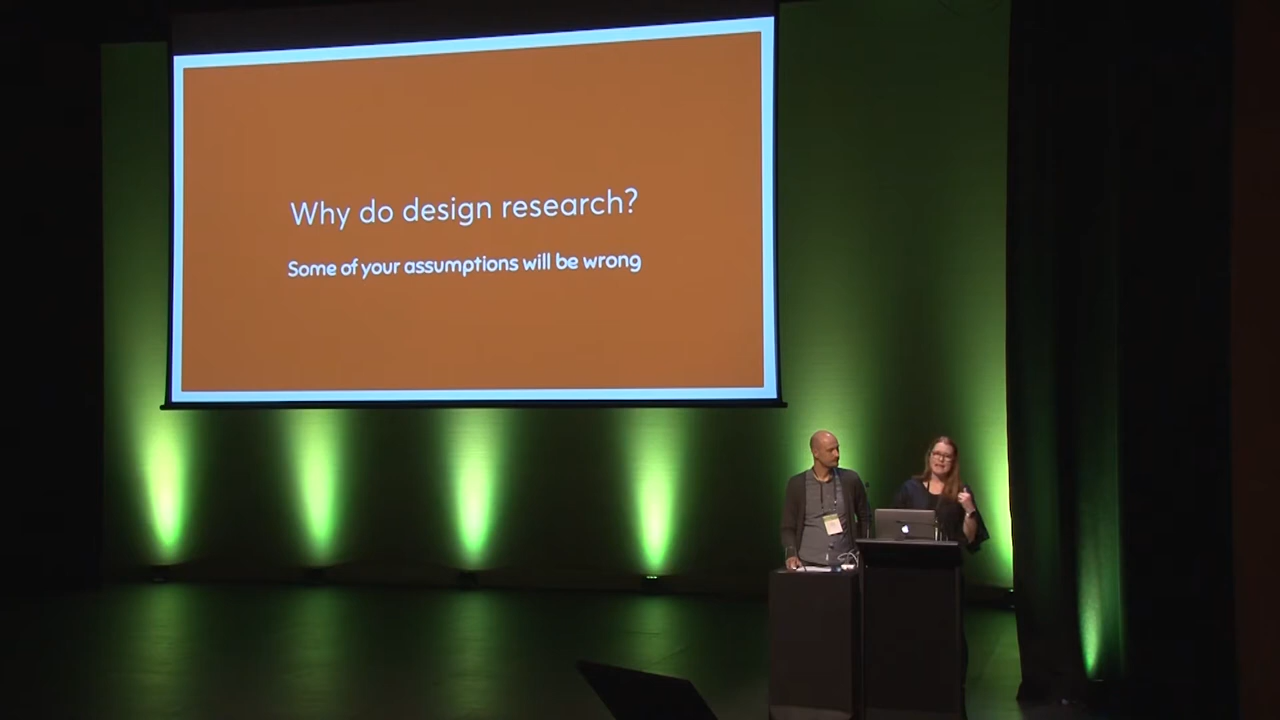 Why do design research?
Some of your assumptions will be wrong